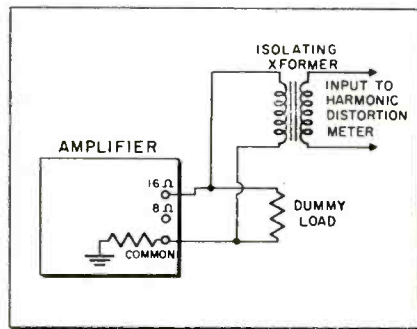 ISOLATING
XFORMER
INPUT TO
HARMONIC
DISTORTION
METER
AMPLIFIER
16 Ω
8 Ω
DUMMY
LOAD
COMMON